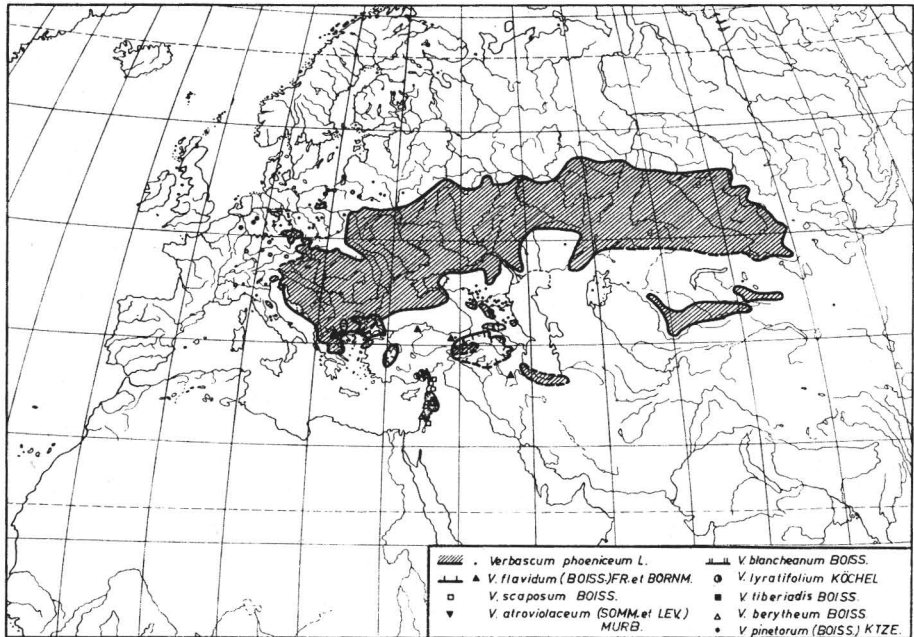 Verbascum phoeniceum L.
V. flavidum (BOISS.) FR. et BORNM.
V. scaposum BOISS.
V. atroviolaceum (SOMM. et LEV.)
MURB.
V. blancheanum BOISS.
V. lyratifolium KÖCHEL
V. tiberiadis BOISS.
V. berytheum BOISS
V pinetorum (BOISS.) KTZE.